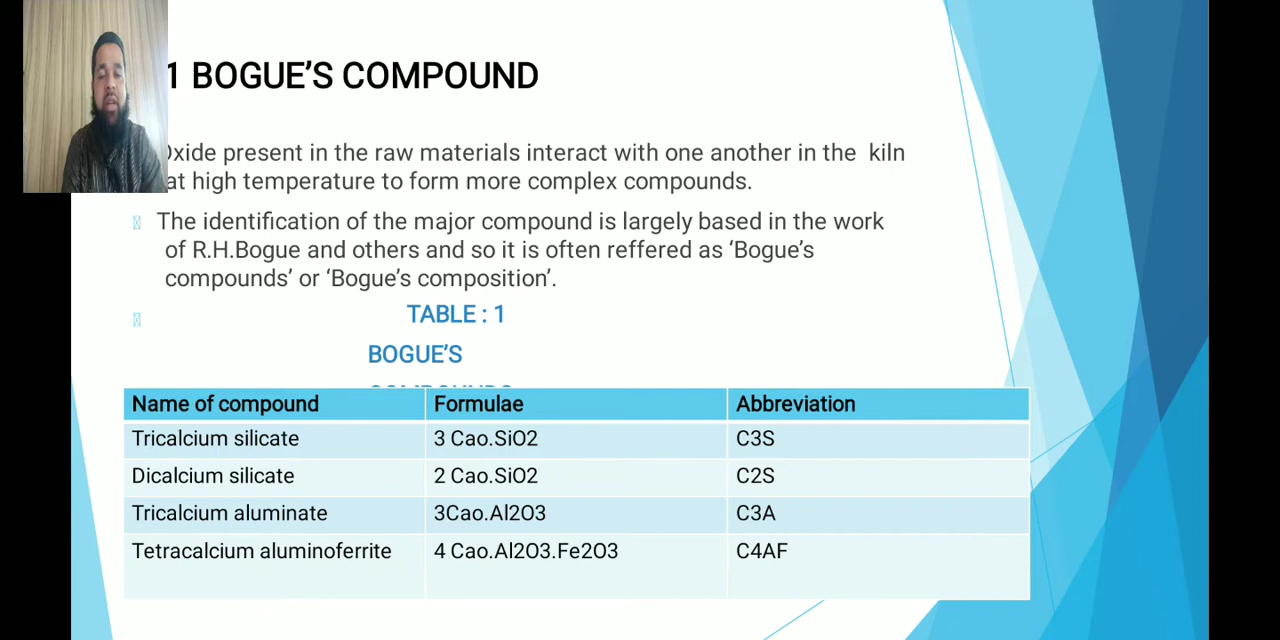 1 BOGUE’S COMPOUND
Oxide present in the raw materials interact with one another in the kiln
at high temperature to form more complex compounds.
The identification of the major compound is largely based in the work
of R.H.Bogue and others and so it is often reffered as ‘Bogue’s
compounds’ or ‘Bogue’s composition’.
TABLE : 1
BOGUE’S
COMPOUNDS
Name of compound Formulae Abbreviation
Tricalcium silicate 3 Cao.SiO2 C3S
Dicalcium silicate 2 Cao.SiO2 C2S
Tricalcium aluminate 3Cao.Al2O3 C3A
Tetracalcium aluminoferrite 4 Cao.Al2O3.Fe2O3 C4AF